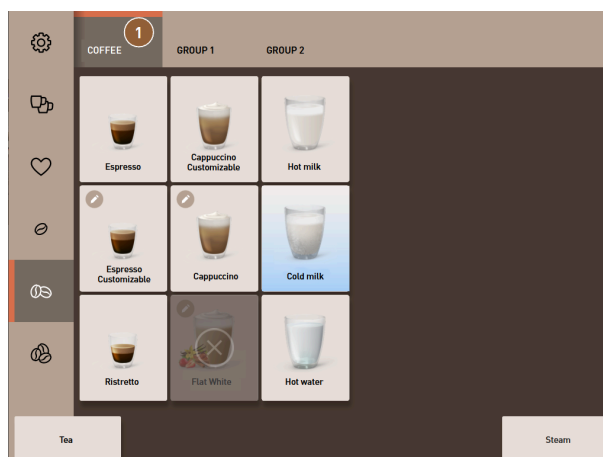 1
COFFEE
GROUP 1
GROUP 2
Espresso
Cappuccino
Customizable
Hot milk
Espresso
Customizable
Cappuccino
Cold milk
Ristretto
Flat White
Hot water
Tea
Steam